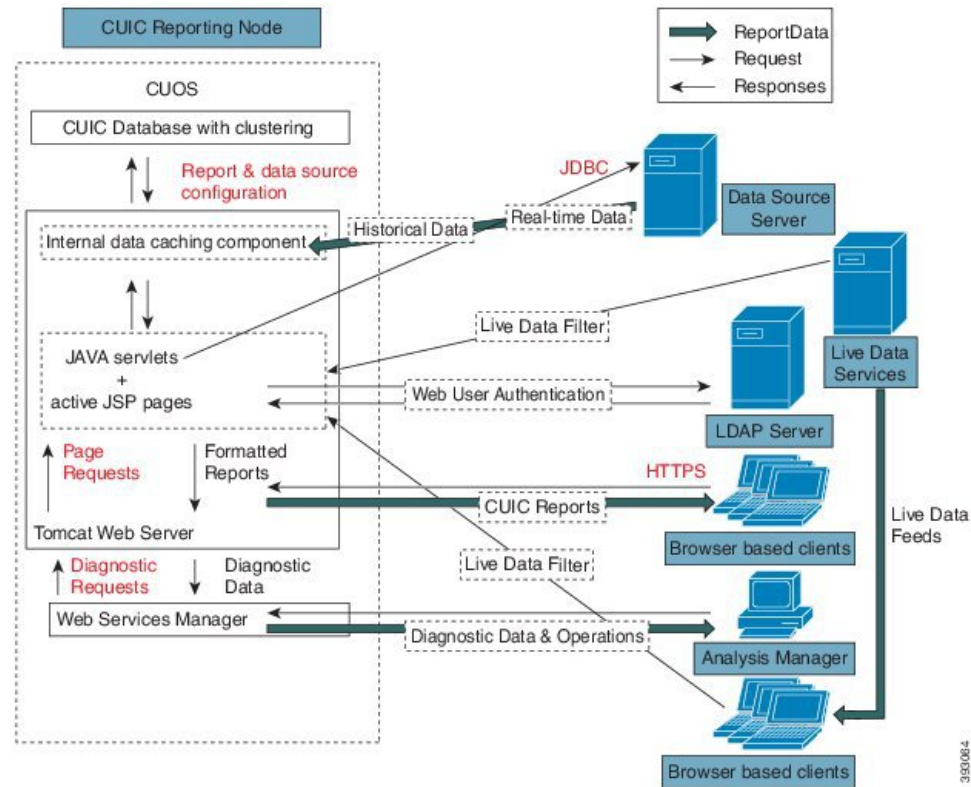 CUIC Reporting Node
ReportData
Request
Responses
CUOS
CUIC Database with clustering
Report & data source
configuration
JDBC
Data Source
Server
Internal data caching component
Historical Data
Real-time Data
Live Data Filter
Live Data
Services
JAVA servlets
+
active JSP pages
Web User Authentication
LDAP Server
Page
Requests
Formatted
Reports
HTTPS
CUIC Reports
Tomcat Web Server
Browser based clients
Live Data
Feeds
Diagnostic
Requests
Diagnostic
Data
Live Data Filter
Web Services Manager
Diagnostic Data & Operations
Analysis Manager
Browser based clients
393064